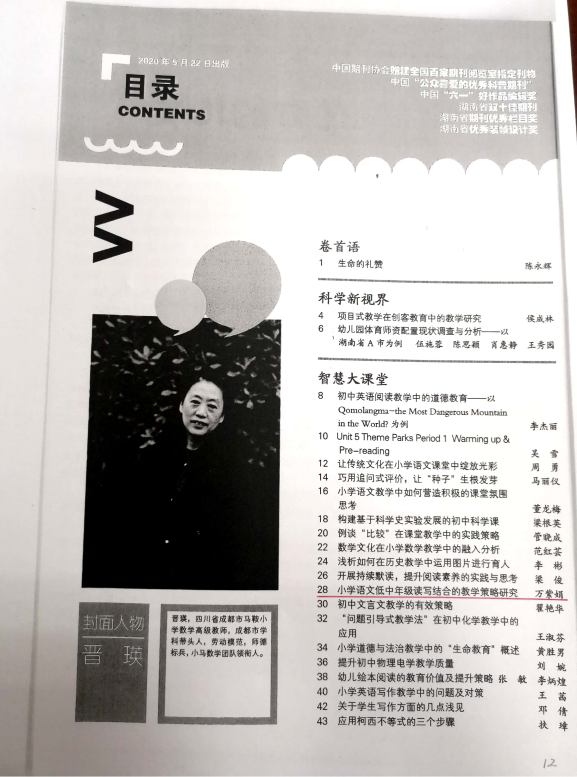 2020年5月22日出版
目录
CONTENTS
中国期刊协会赠建全国百家期刊阅览室指定刊物
中国“公众喜爱的优秀科普期刊”
中国“六一”好作品编辑奖
湖南省双十佳期刊
湖南省期刊优秀栏目奖
湖南省优秀装帧设计奖
卷首语
1 生命的礼赞 陈永辉
科学新视界
4 项目式教学在创客教育中的教学研究 侯成林
6 幼儿园体育师资配置现状调查与分析——以
湖南省A市为例 伍施蓉 陈思颖 肖惠静 王秀园
智慧大课堂
8 初中英语阅读教学中的道德教育——以
Qomolangma-the Most Dangerous Mountain
in the World? 为例 李杰丽
10 Unit 5 Theme Parks Period 1 Warming up &
Pre-reading 吴雪
12 让传统文化在小学语文课堂中绽放光彩 周勇
14 巧用追问式评价，让“种子”生根发芽 马丽仪
16 小学语文教学中如何营造积极的课堂氛围
思考 董龙梅
18 构建基于科学史实验发展的初中科学课 梁根英
20 例谈“比较”在课堂教学中的实践策略 管晓成
22 数学文化在小学数学教学中的融入分析 范红芸
24 浅析如何在历史教学中运用图片进行育人 李彬
26 开展持续默读，提升阅读素养的实践与思考 梁俊
28 小学语文低中年级读写结合的教学策略研究 万紫娟
30 初中文言文教学的有效策略 瞿艳华
32 “问题引导式教学法”在初中化学教学中的
应用 王淑芬
34 小学道德与法治教学中的“生命教育”概述 黄胜男
36 提升初中物理电学教学质量 刘婉
38 幼儿绘本阅读的教育价值及提升策略 张敏 李炳煌
40 小学英语写作教学中的问题及对策 王菡
42 关于学生写作方面的几点浅见 邓倩
43 应用柯西不等式的三个步骤 扶璋
封面人物
晋瑛
晋瑛，四川省成都市马鞍小
学数学高级教师，成都市学
科带头人，劳动模范，师德
标兵，小马数学团队领衔人。
12